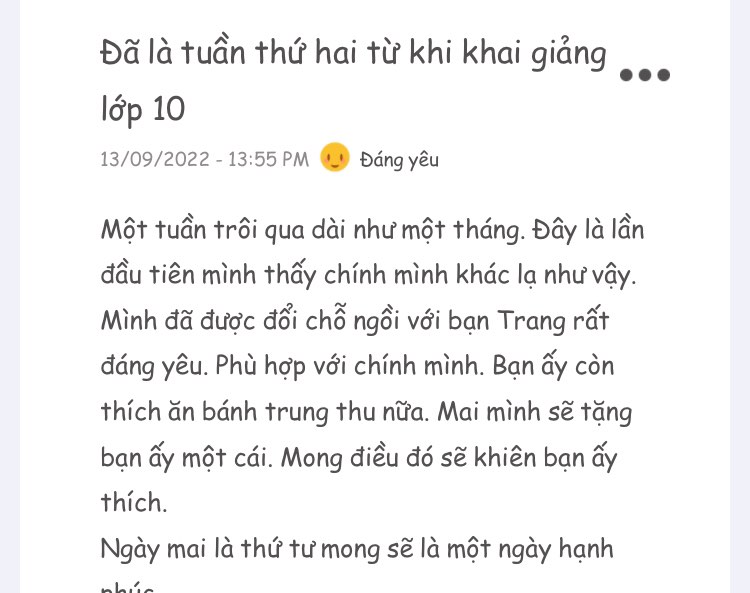 Đã là tuần thứ hai từ khi khai giảng
lớp 10
13/09/2022 - 13:55 PM Đáng yêu
Một tuần trôi qua dài như một tháng. Đây là lần
đầu tiên mình thấy chính mình khác lạ như vậy.
Mình đã được đổi chỗ ngồi với bạn Trang rất
đáng yêu. Phù hợp với chính mình. Bạn ấy còn
thích ăn bánh trung thu nữa. Mai mình sẽ tặng
bạn ấy một cái. Mong điều đó sẽ khiên bạn ấy
thích.
Ngày mai là thứ tư mong sẽ là một ngày hạnh
phúc